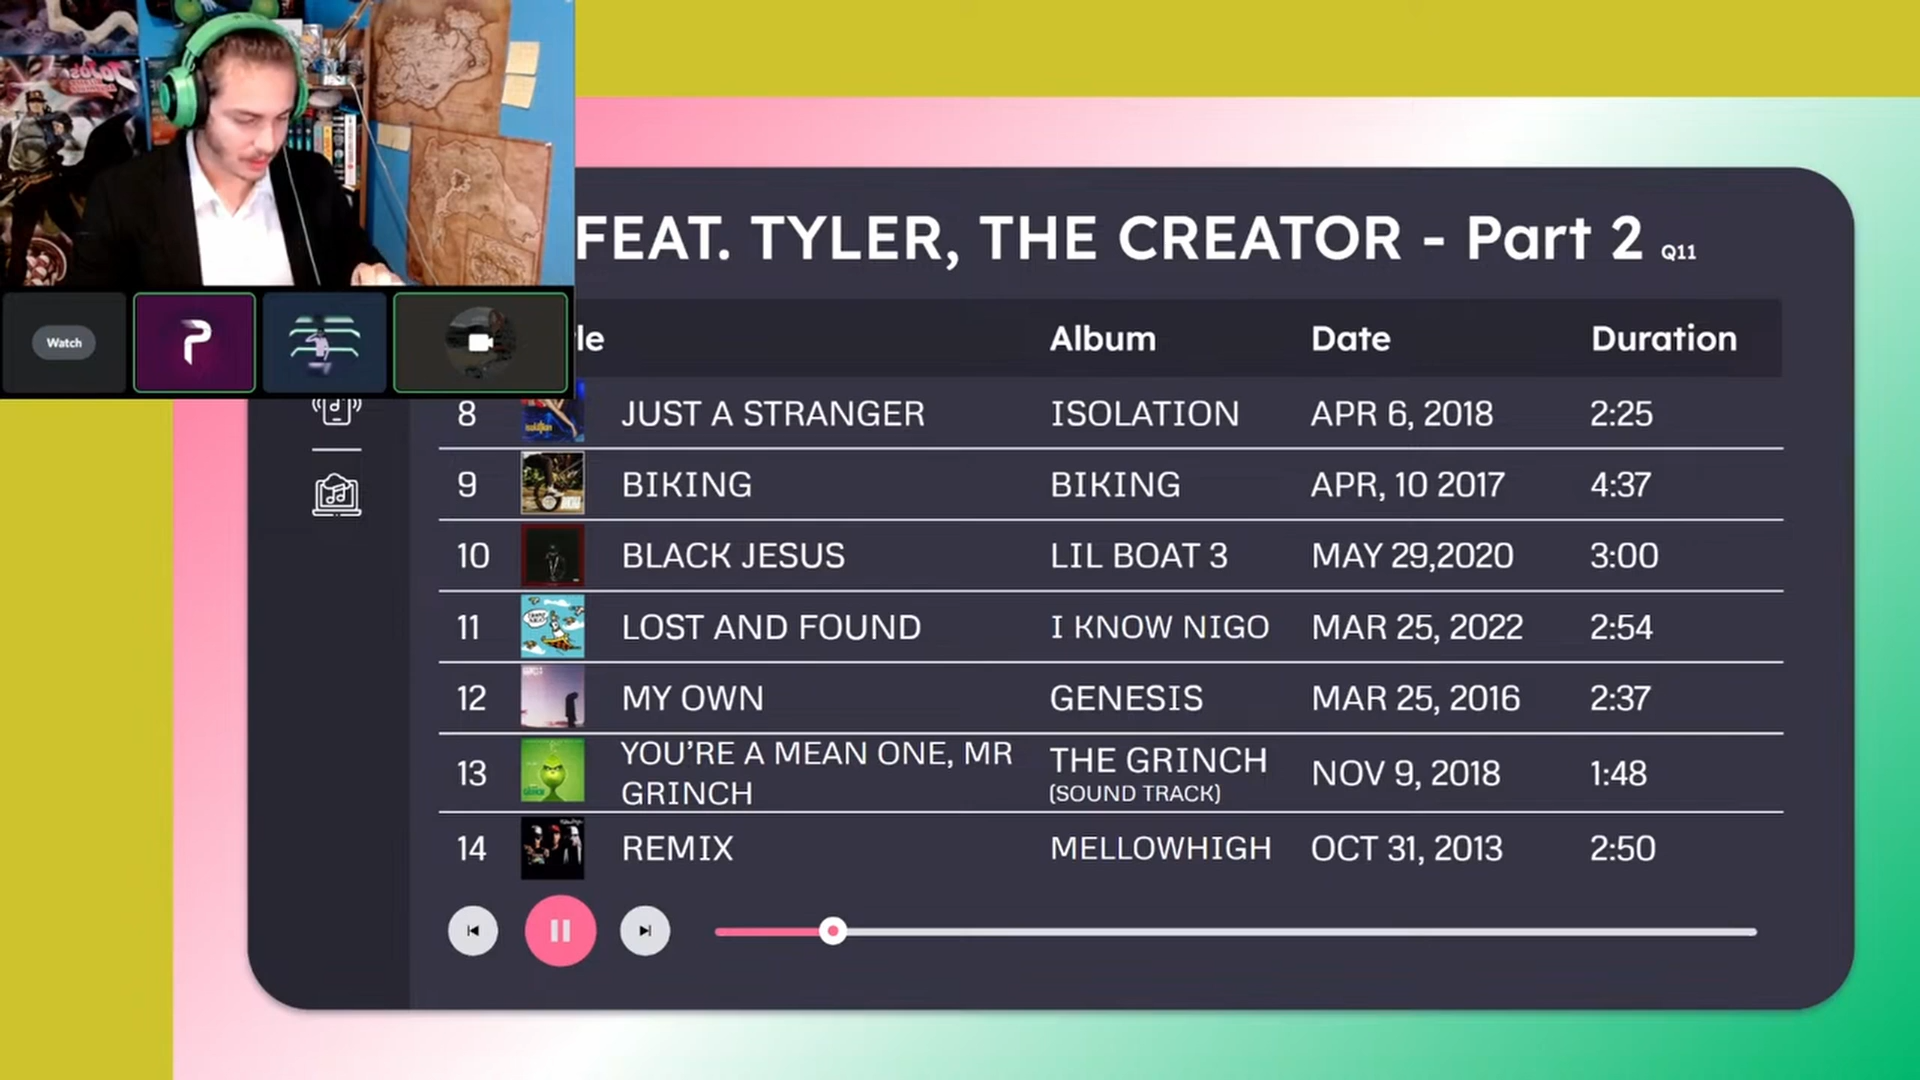 FEAT. TYLER, THE CREATOR - Part 2 Q11
le Album Date Duration
8 JUST A STRANGER ISOLATION APR 6, 2018 2:25
9 BIKING BIKING APR, 10 2017 4:37
10 BLACK JESUS LIL BOAT 3 MAY 29,2020 3:00
11 LOST AND FOUND I KNOW NIGO MAR 25, 2022 2:54
12 MY OWN GENESIS MAR 25, 2016 2:37
13 YOU’RE A MEAN ONE, MR
GRINCH THE GRINCH
(SOUND TRACK) NOV 9, 2018 1:48
14 REMIX MELLOWHIGH OCT 31, 2013 2:50
Watch